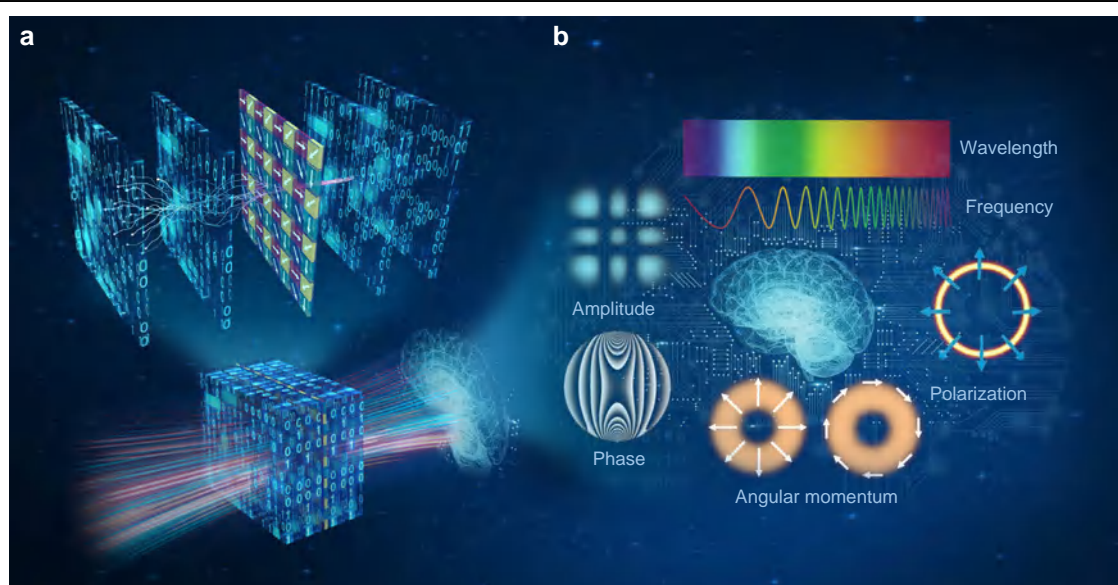 a
b
Wavelength
Frequency
Amplitude
Polarization
Phase
Angular momentum